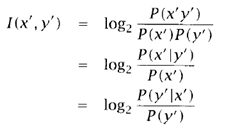 I(x′, y′) = log₂ P(x′y′) / P(x′)P(y′)
= log₂ P(x′|y′) / P(x′)
= log₂ P(y′|x′) / P(y′)